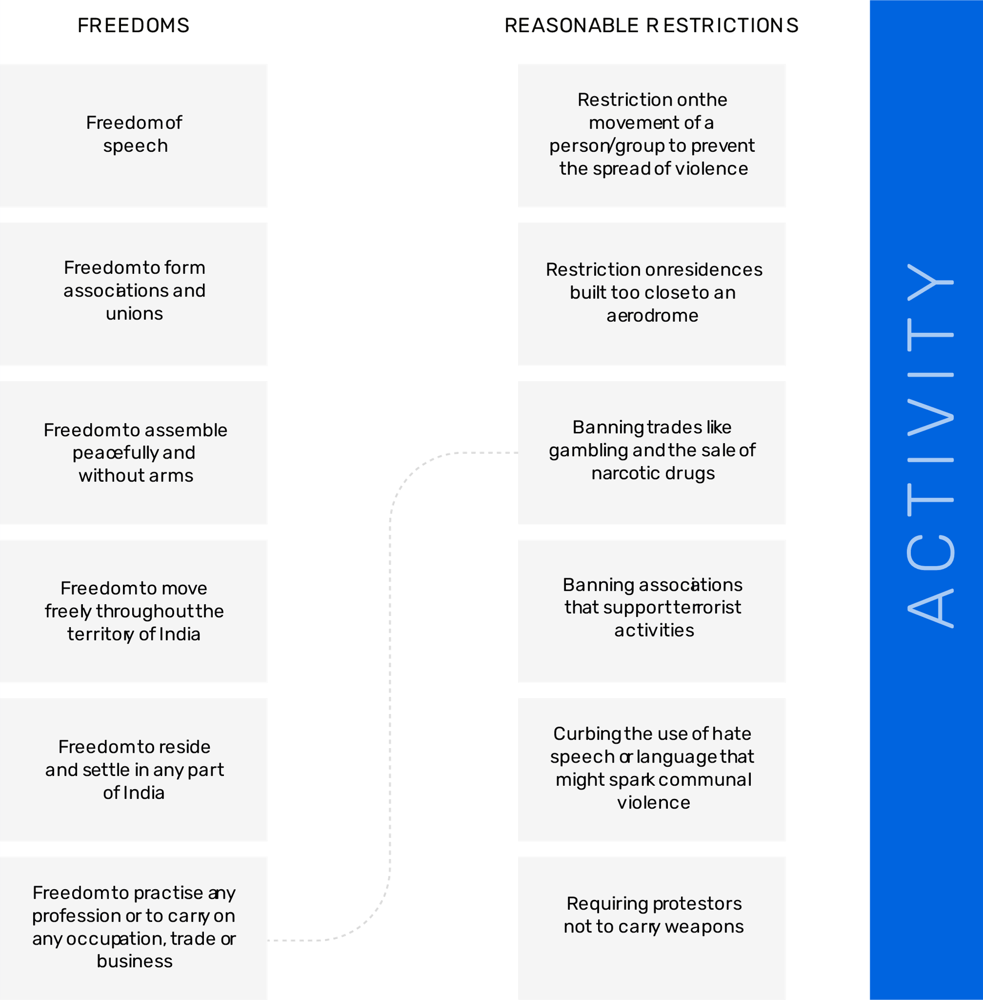 FREEDOMS
Freedom of
speech
Freedom to form
associations and
unions
Freedom to assemble
peacefully and
without arms
Freedom to move
freely throughout the
territory of India
Freedom to reside
and settle in any part
of India
Freedom to practise any
profession or to carry on
any occupation, trade or
business
REASONABLE RESTRICTIONS
Restriction on the
movement of a
person/group to prevent
the spread of violence
Restriction on residences
built too close to an
aerodrome
Banning trades like
gambling and the sale of
narcotic drugs
Banning associations
that support terrorist
activities
Curbing the use of hate
speech or language that
might spark communal
violence
Requiring protestors
not to carry weapons
ACTIVITY